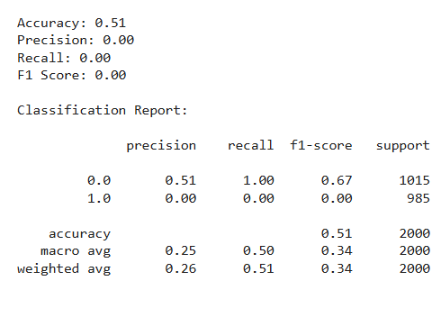 Accuracy: 0.51
Precision: 0.00
Recall: 0.00
F1 Score: 0.00
Classification Report:
precision recall f1-score support
0.0 0.51 1.00 0.67 1015
1.0 0.00 0.00 0.00 985
accuracy 0.51 2000
macro avg 0.25 0.50 0.34 2000
weighted avg 0.26 0.51 0.34 2000